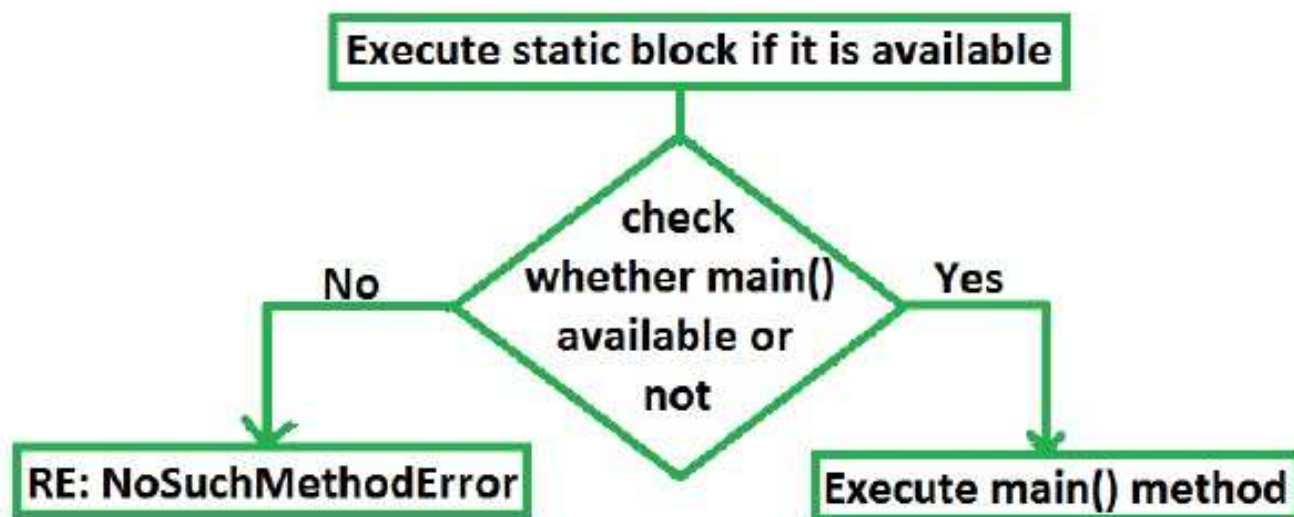 Execute static block if it is available
check
whether main()
available or
not
No
Yes
RE: NoSuchMethodError
Execute main() method